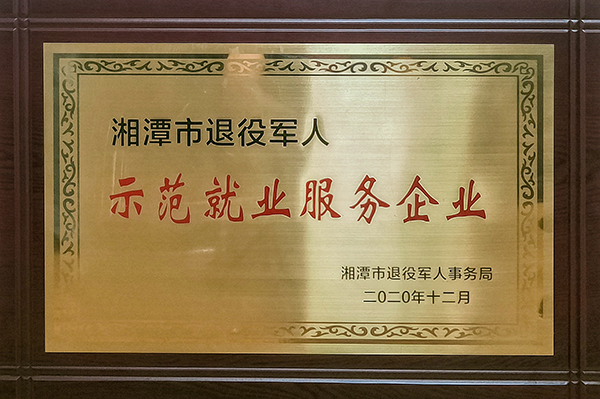 湘潭市退役军人
示范就业服务企业
湘潭市退役军人事务局
二〇二〇年十二月